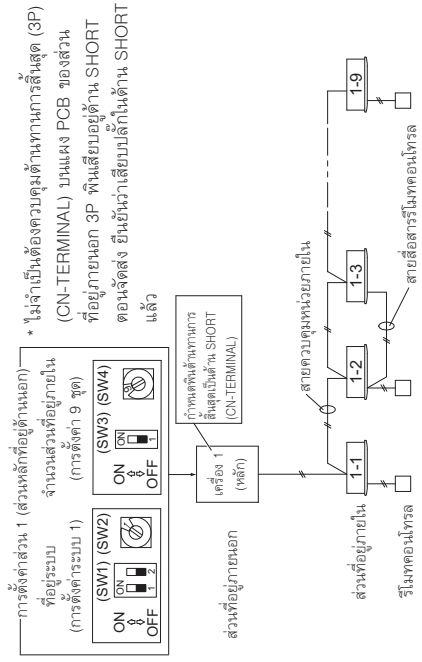 การตั้งค่าส่วน 1 (ส่วนหลักที่อยู่ด้านนอก)
ที่อยู่ระบบ
(การตั้งค่าระบบ 1)
(SW1) (SW2)
ON
OFF
ON
1 2
จำนวนส่วนที่อยู่ภายใน
(การตั้งค่า 9 ชุด)
(SW3) (SW4)
ON
OFF
ON
1
9
* ไม่จำเป็นต้องควบคุมต้านทานการสิ้นสุด (3P)
(CN-TERMINAL) บนแผง PCB ของส่วน
ที่อยู่ภายนอก 3P พินเสียบอยู่ด้าน SHORT
ตอนจัดส่ง ยืนยันว่าเสียบปลั๊กในด้าน SHORT
แล้ว
กำหนดพินต้านทานการ
สิ้นสุดเป็นด้าน SHORT
(CN-TERMINAL)
ส่วนที่อยู่ภายนอก
เครื่อง 1
(หลัก)
สายควบคุมหน่วยภายใน
ส่วนที่อยู่ภายใน
1-1
1-2
1-3
1-9
รีโมทคอนโทรล
สายสื่อสารรีโมทคอนโทรล